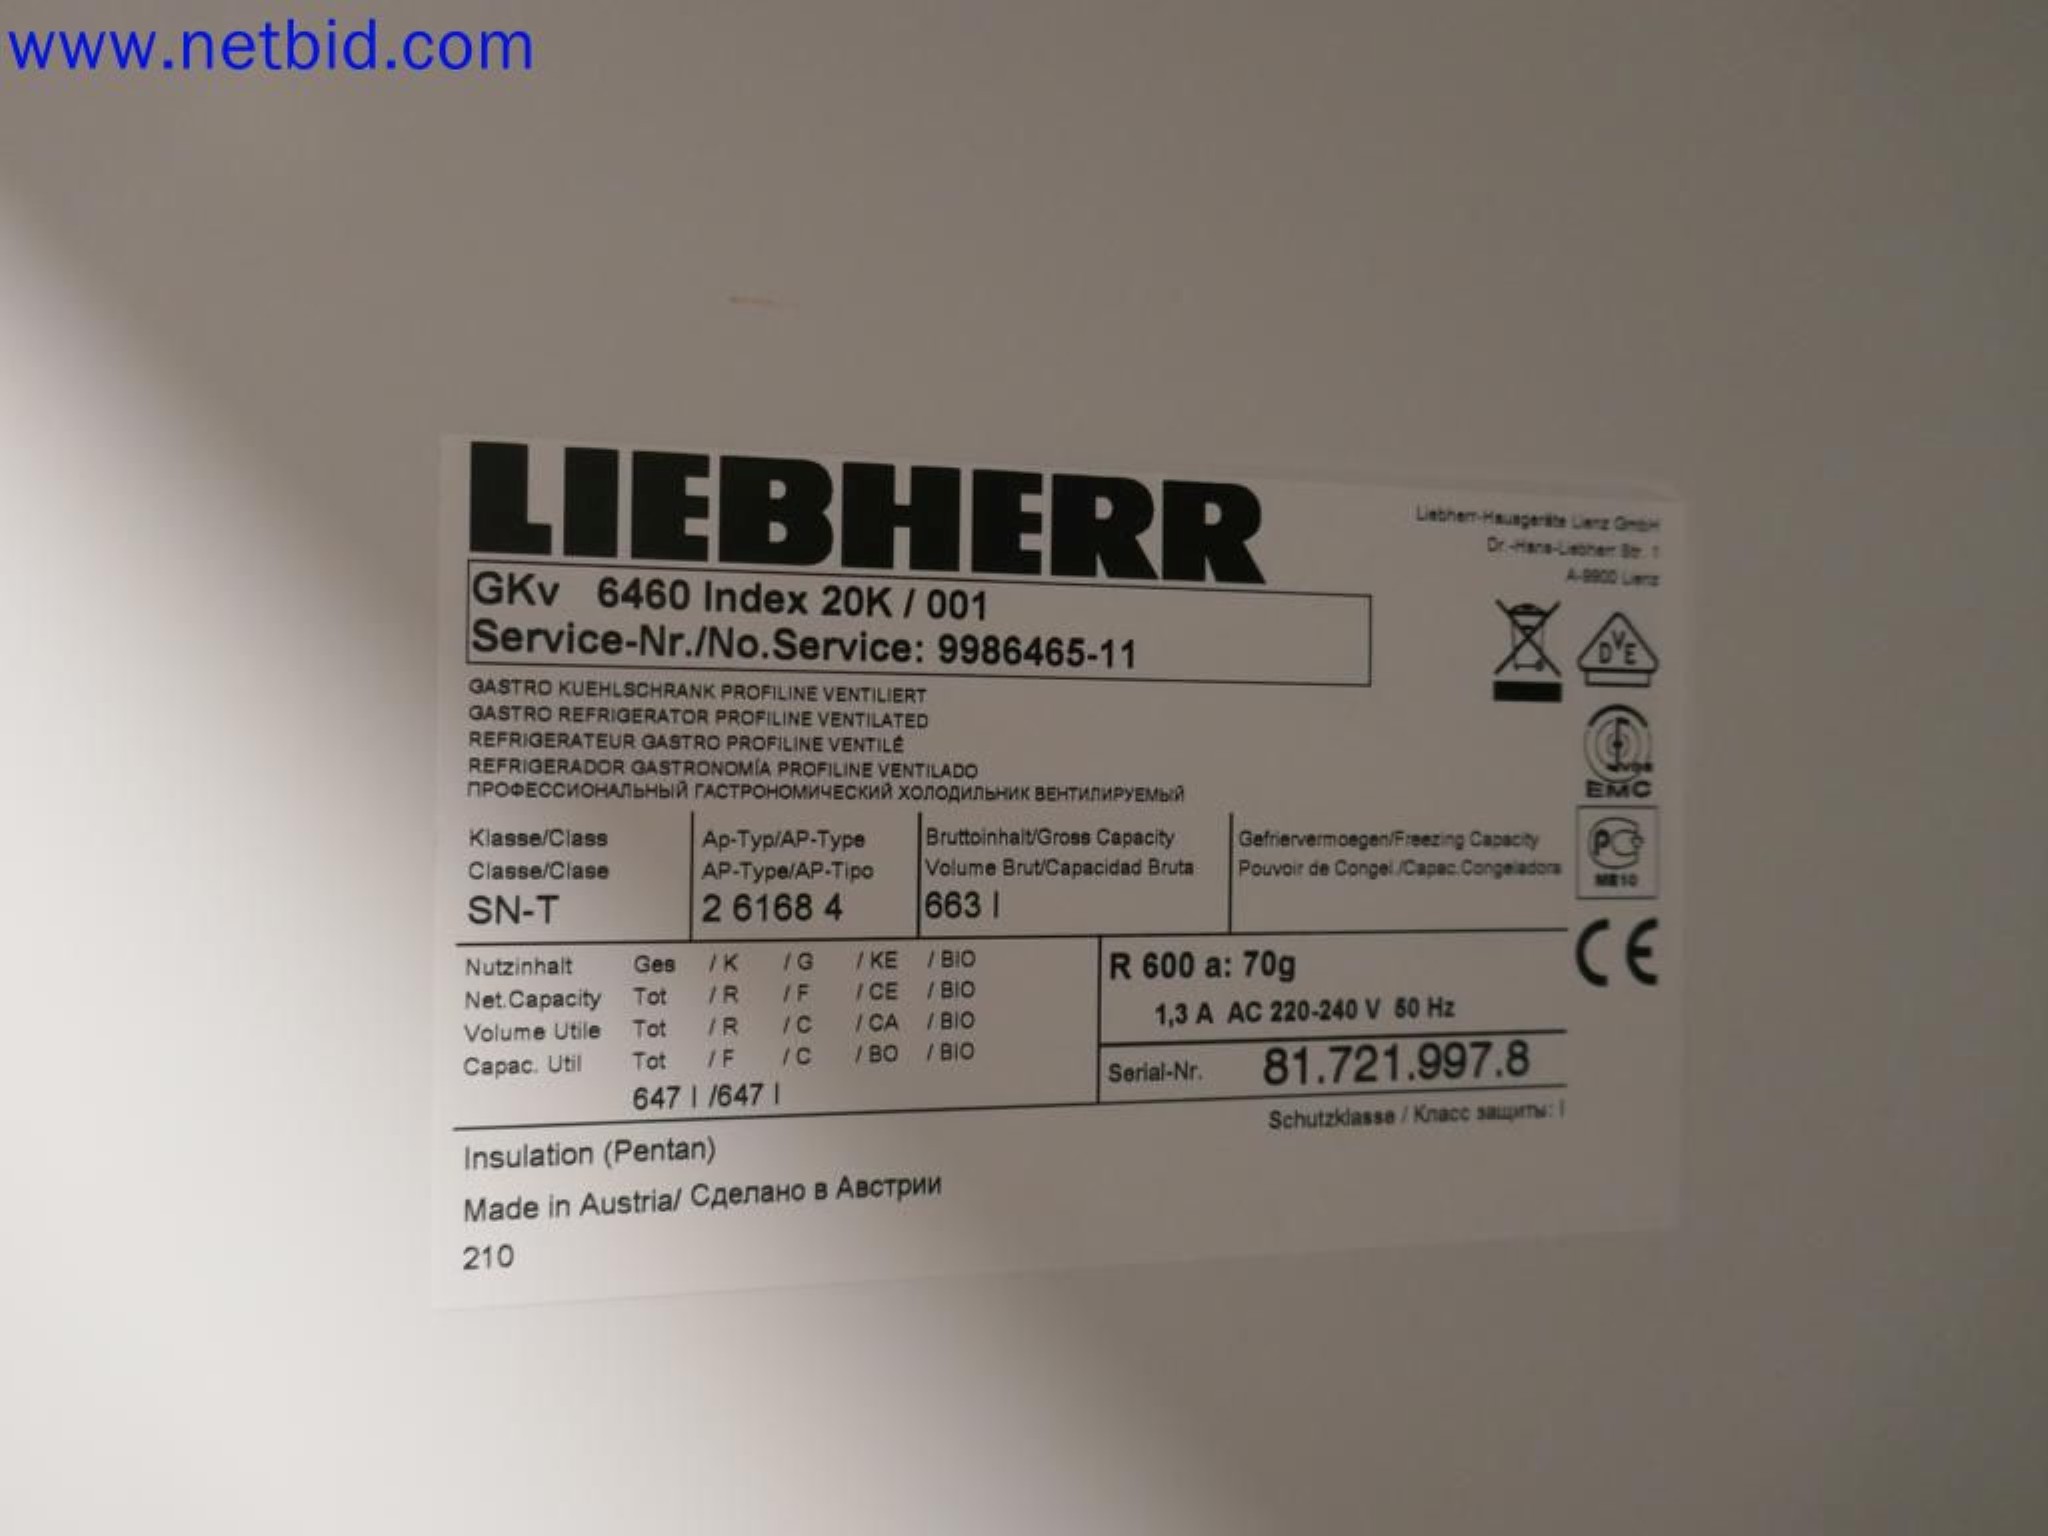 www.netbid.com
LIEBHERR
Liebherr-Hausgeräte Lienz GmbH
Dr.-Hans-Liebherr Str. 1
A-9900 Lienz
GKv 6460 Index 20K / 001
Service-Nr./No.Service: 9986465-11
GASTRO KUEHLSCHRANK PROFILINE VENTILIERT
GASTRO REFRIGERATOR PROFILINE VENTILATED
REFRIGERATEUR GASTRO PROFILINE VENTILÉ
REFRIGERADOR GASTRONOMÍA PROFILINE VENTILADO
ПРОФЕССИОНАЛЬНЫЙ ГАСТРОНОМИЧЕСКИЙ ХОЛОДИЛЬНИК ВЕНТИЛИРУЕМЫЙ
DVE
EMC
PC
ME10
CE
Klasse/Class Ap-Typ/AP-Type Bruttoinhalt/Gross Capacity Gefriervermoegen/Freezing Capacity
Classe/Clase AP-Type/AP-Tipo Volume Brut/Capacidad Bruta Pouvoir de Congel./Capac.Congeladora
SN-T 2 6168 4 663 l
Nutzinhalt Ges / K / G / KE / BIO
Net.Capacity Tot / R / F / CE / BIO
Volume Utile Tot / R / C / CA / BIO
Capac. Util Tot / F / C / BO / BIO
647 l /647 l
R 600 a: 70g
1,3 A AC 220-240 V 50 Hz
Serial-Nr. 81.721.997.8
Schutzklasse / Класс защиты: I
Insulation (Pentan)
Made in Austria/ Сделано в Австрии
210